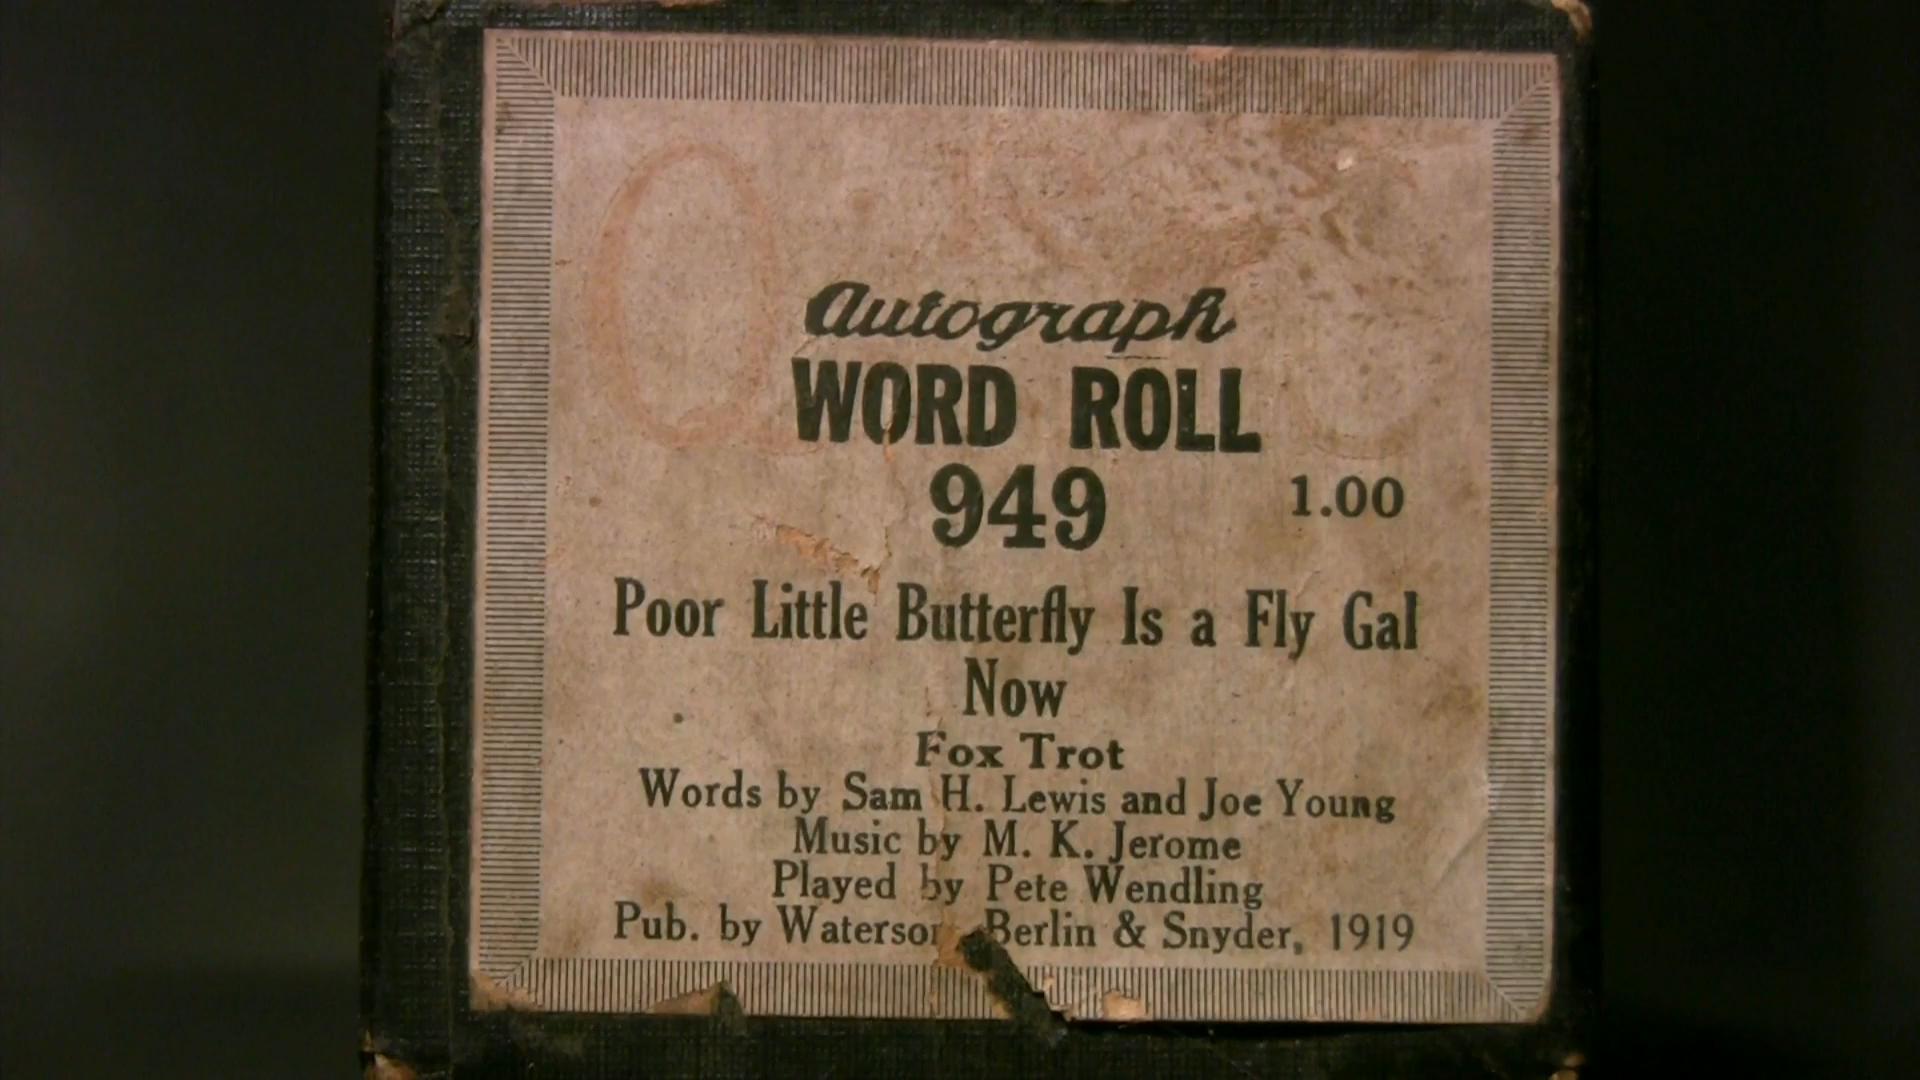 Autograph
WORD ROLL
949 1.00
Poor Little Butterfly Is a Fly Gal
Now
Fox Trot
Words by Sam H. Lewis and Joe Young
Music by M. K. Jerome
Played by Pete Wendling
Pub. by Waterson Berlin & Snyder, 1919